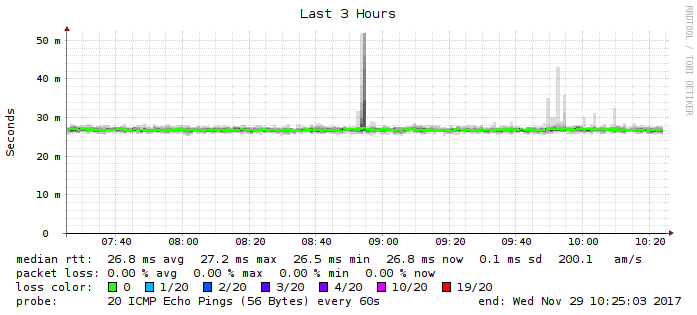 Last 3 Hours
RRDTOOL / TOBI OETIKER
Seconds
50 m
40 m
30 m
20 m
10 m
0
07:40 08:00 08:20 08:40 09:00 09:20 09:40 10:00 10:20
median rtt: 26.8 ms avg 27.2 ms max 26.5 ms min 26.8 ms now 0.1 ms sd 200.1 am/s
packet loss: 0.00 % avg 0.00 % max 0.00 % min 0.00 % now
loss color: 0 1/20 2/20 3/20 4/20 10/20 19/20
probe: 20 ICMP Echo Pings (56 Bytes) every 60s end: Wed Nov 29 10:25:03 2017